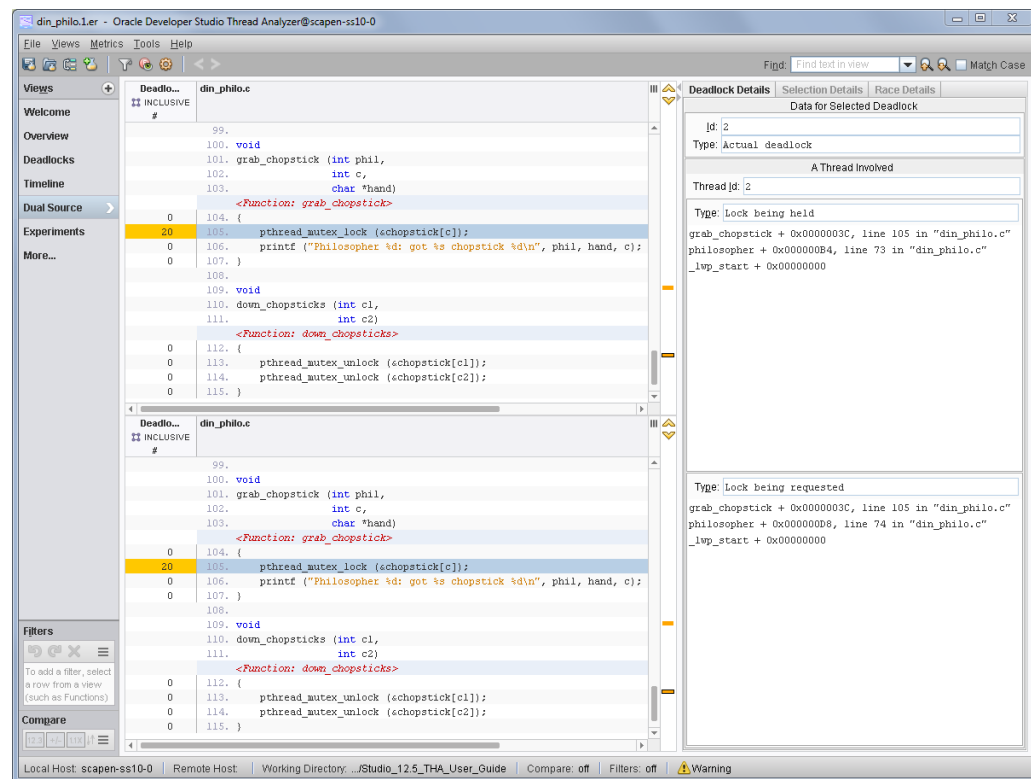 din_philo.1.er - Oracle Developer Studio Thread Analyzer@scapen-ss10-0
File Views Metrics Tools Help
Find: Find text in view Match Case
Views
Welcome
Overview
Deadlocks
Timeline
Dual Source
Experiments
More...
Filters
To add a filter, select
a row from a view
(such as Functions)
Compare
Deadlo... din_philo.c
INCLUSIVE
#
99.
100. void
101. grab_chopstick (int phil,
102. int c,
103. char *hand)
<Function: grab_chopstick>
0 104. {
20 105. pthread_mutex_lock (&chopstick[c]);
0 106. printf ("Philosopher %d: got %s chopstick %d\n", phil, hand, c);
0 107. }
108.
109. void
110. down_chopsticks (int c1,
111. int c2)
<Function: down_chopsticks>
0 112. {
0 113. pthread_mutex_unlock (&chopstick[c1]);
0 114. pthread_mutex_unlock (&chopstick[c2]);
0 115. }
Deadlo... din_philo.c
INCLUSIVE
#
99.
100. void
101. grab_chopstick (int phil,
102. int c,
103. char *hand)
<Function: grab_chopstick>
0 104. {
20 105. pthread_mutex_lock (&chopstick[c]);
0 106. printf ("Philosopher %d: got %s chopstick %d\n", phil, hand, c);
0 107. }
108.
109. void
110. down_chopsticks (int c1,
111. int c2)
<Function: down_chopsticks>
0 112. {
0 113. pthread_mutex_unlock (&chopstick[c1]);
0 114. pthread_mutex_unlock (&chopstick[c2]);
0 115. }
Deadlock Details Selection Details Race Details
Data for Selected Deadlock
Id: 2
Type: Actual deadlock
A Thread Involved
Thread Id: 2
Type: Lock being held
grab_chopstick + 0x0000003C, line 105 in "din_philo.c"
philosopher + 0x000000B4, line 73 in "din_philo.c"
_lwp_start + 0x00000000
Type: Lock being requested
grab_chopstick + 0x0000003C, line 105 in "din_philo.c"
philosopher + 0x000000D8, line 74 in "din_philo.c"
_lwp_start + 0x00000000
Local Host: scapen-ss10-0 Remote Host: Working Directory: .../Studio_12.5_THA_User_Guide Compare: off Filters: off Warning